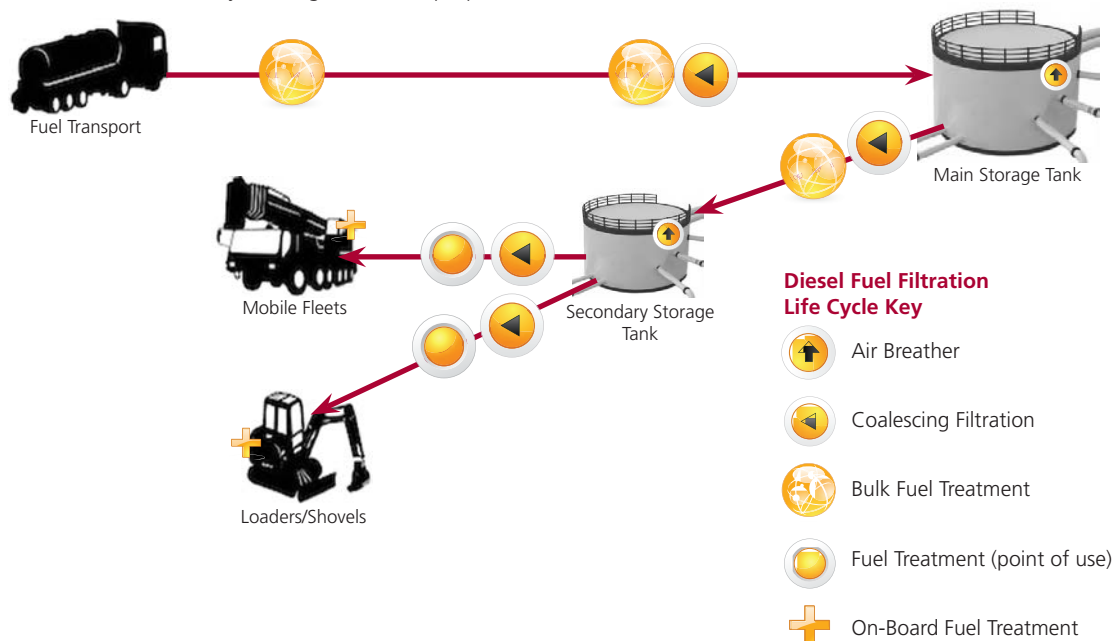 Fuel Transport
Main Storage Tank
Mobile Fleets
Secondary Storage
Tank
Loaders/Shovels
Diesel Fuel Filtration
Life Cycle Key
Air Breather
Coalescing Filtration
Bulk Fuel Treatment
Fuel Treatment (point of use)
On-Board Fuel Treatment